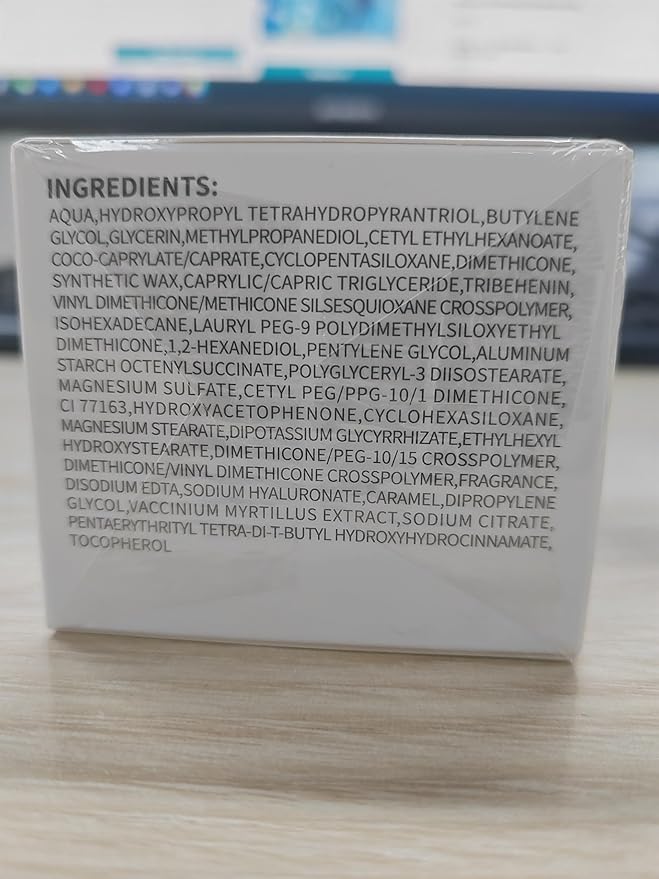 INGREDIENTS:
AQUA,HYDROXYPROPYL TETRAHYDROPYRANTRIOL,BUTYLENE
GLYCOL,GLYCERIN,METHYLPROPANEDIOL,CETYL ETHYLHEXANOATE,
COCO-CAPRYLATE/CAPRATE,CYCLOPENTASILOXANE,DIMETHICONE,
SYNTHETIC WAX,CAPRYLIC/CAPRIC TRIGLYCERIDE,TRIBEHENIN,
VINYL DIMETHICONE/METHICONE SILSESQUIOXANE CROSSPOLYMER,
ISOHEXADECANE,LAURYL PEG-9 POLYDIMETHYLSILOXYETHYL
DIMETHICONE,1,2-HEXANEDIOL,PENTYLENE GLYCOL,ALUMINUM
STARCH OCTENYLSUCCINATE,POLYGLYCERYL-3 DIISOSTEARATE,
MAGNESIUM SULFATE,CETYL PEG/PPG-10/1 DIMETHICONE,
CI 77163,HYDROXYACETOPHENONE,CYCLOHEXASILOXANE,
MAGNESIUM STEARATE,DIPOTASSIUM GLYCYRRHIZATE,ETHYLHEXYL
HYDROXYSTEARATE,DIMETHICONE/PEG-10/15 CROSSPOLYMER,
DIMETHICONE/VINYL DIMETHICONE CROSSPOLYMER,FRAGRANCE,
DISODIUM EDTA,SODIUM HYALURONATE,CARAMEL,DIPROPYLENE
GLYCOL,VACCINIUM MYRTILLUS EXTRACT,SODIUM CITRATE,
PENTAERYTHRITYL TETRA-DI-T-BUTYL HYDROXYHYDROCINNAMATE,
TOCOPHEROL